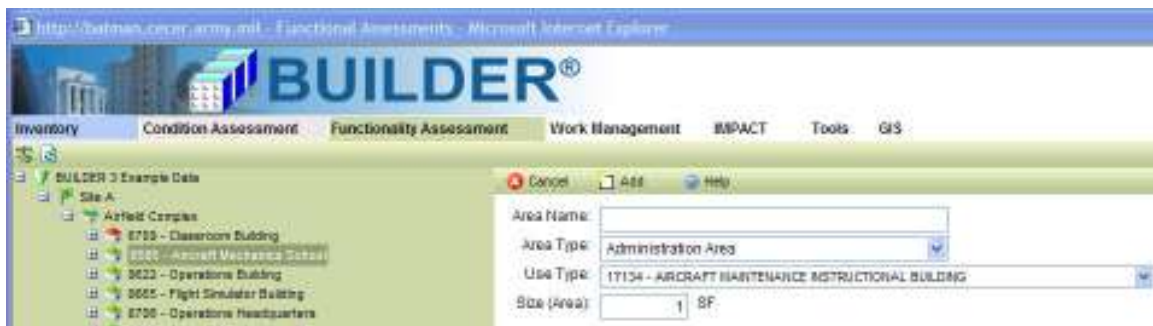 http://batman.cecer.army.mil - Functional Assessments - Microsoft Internet Explorer
BUILDER®
Inventory Condition Assessment Functionality Assessment Work Management IMPACT Tools GIS
BUILDER 3 Example Data
Cancel Add Help
Site A
Airfield Complex
Area Name:
- Classroom Building
Area Type: Administration Area
- Aircraft Mechanics School
Use Type: 17134 - AIRCRAFT MAINTENANCE INSTRUCTIONAL BUILDING
- Operations Building
Size (Area): 1 SF
- Flight Simulator Building
- Operations Headquarters